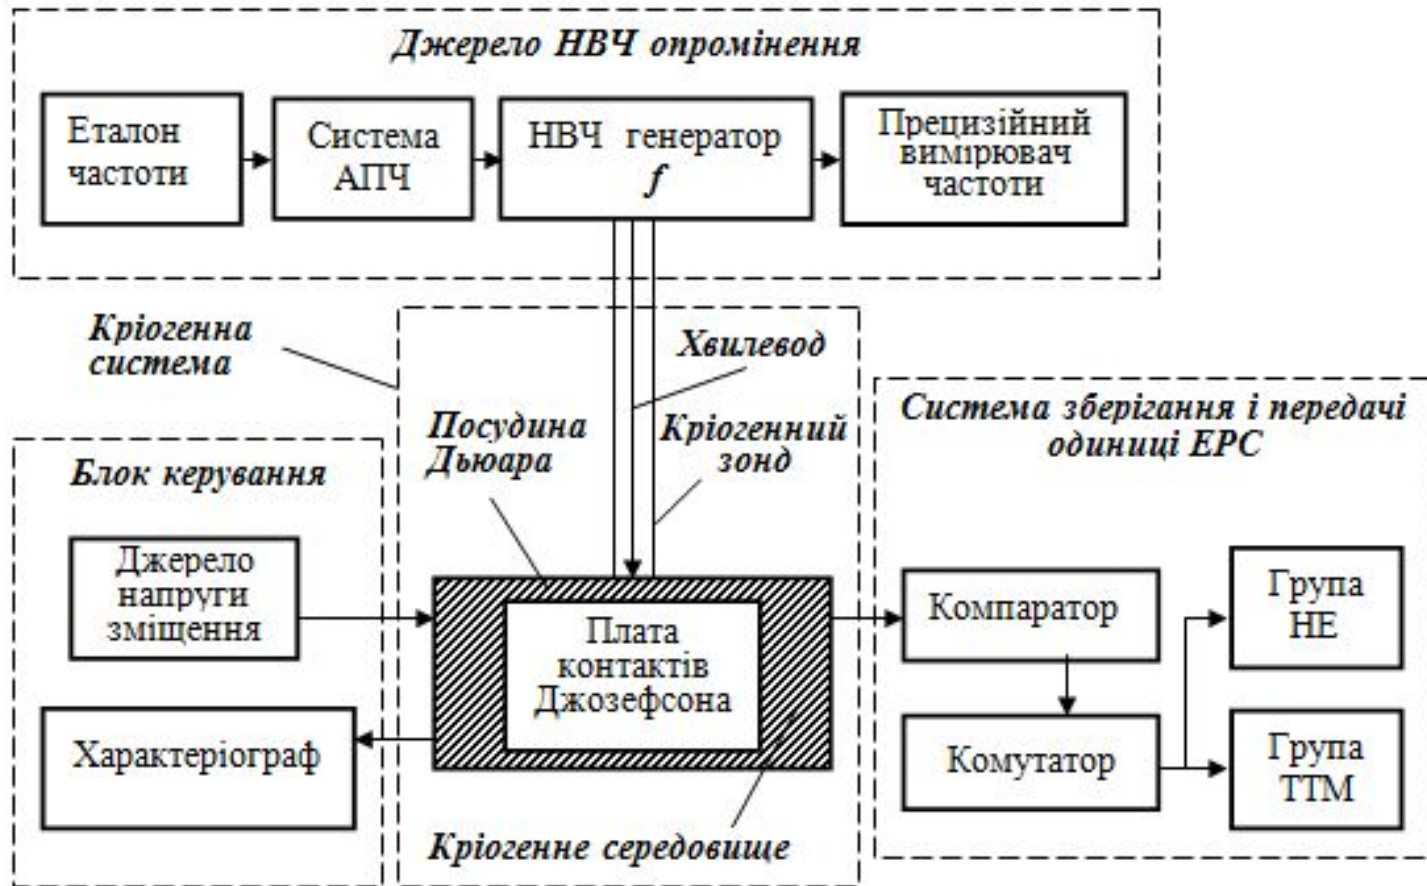 Джерело НВЧ опромінення
Еталон
частоти
Система
АПЧ
НВЧ генератор
f
Прецизійний
вимірювач
частоти
Кріогенна
система
Хвилевод
Посудина
Дьюара
Кріогенний
зонд
Система зберігання і передачі
одиниці ЕРС
Блок керування
Джерело
напруги
зміщення
Плата
контактів
Джозефсона
Компаратор
Група
НЕ
Характеріограф
Комутатор
Група
ТТМ
Кріогенне середовище